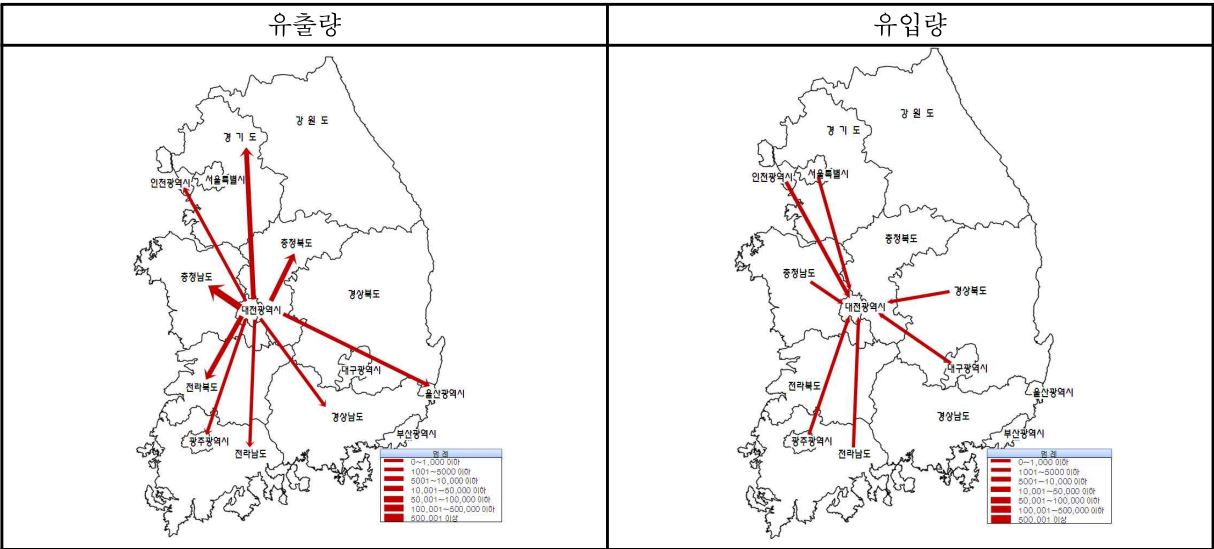 유출량
유입량
강 원 도
경 기 도
인천광역시
서울특별시
충청북도
충청남도
경상북도
대전광역시
대구광역시
전라북도
울산광역시
경상남도
광주광역시
부산광역시
전라남도
범 례
0~1,000 이하
1001~5000 이하
5001~10,000 이하
10,001~50,000 이하
50,001~100,000 이하
100,001~500,000 이하
500,001 이상
강 원 도
경 기 도
인천광역시
서울특별시
충청북도
충청남도
경상북도
대전광역시
대구광역시
전라북도
울산광역시
경상남도
광주광역시
부산광역시
전라남도
범 례
0~1,000 이하
1001~5000 이하
5001~10,000 이하
10,001~50,000 이하
50,001~100,000 이하
100,001~500,000 이하
500,001 이상